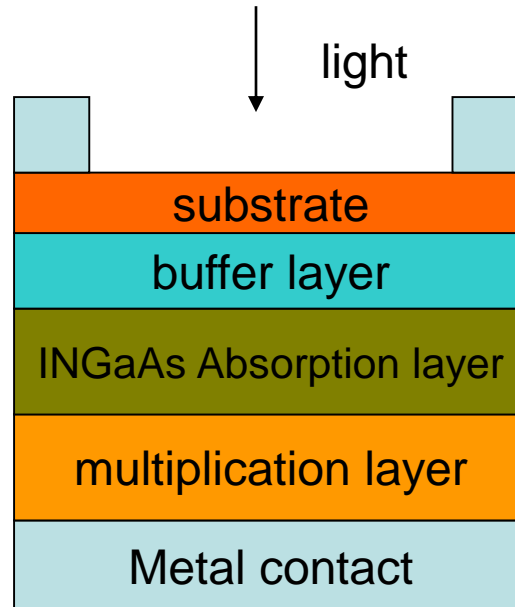 light
substrate
buffer layer
INGaAs Absorption layer
multiplication layer
Metal contact